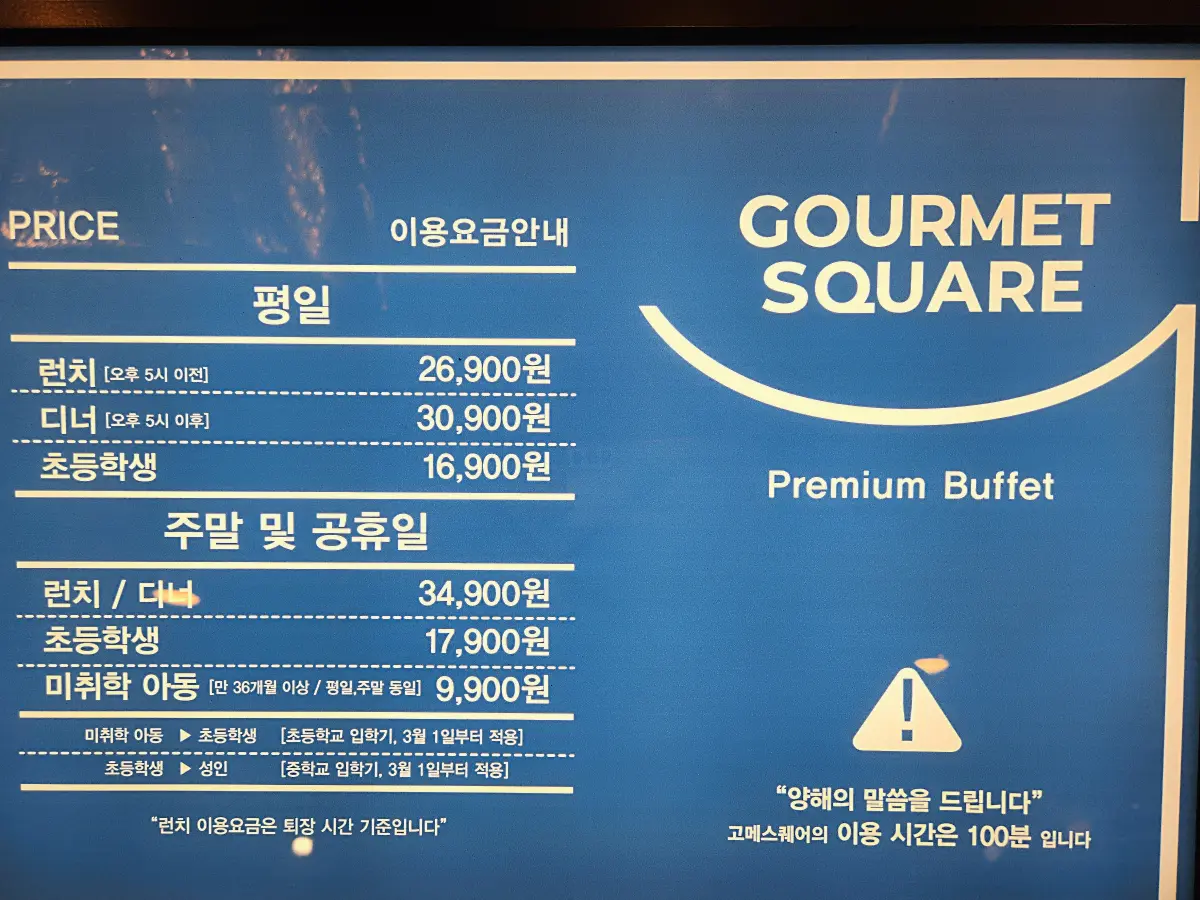 PRICE 이용요금안내
평일
런치 [오후 5시 이전] 26,900원
디너 [오후 5시 이후] 30,900원
초등학생 16,900원
주말 및 공휴일
런치 / 디너 34,900원
초등학생 17,900원
미취학 아동 [만 36개월 이상 / 평일,주말 동일] 9,900원
미취학 아동 ▶ 초등학생 [초등학교 입학기, 3월 1일부터 적용]
초등학생 ▶ 성인 [중학교 입학기, 3월 1일부터 적용]
“런치 이용요금은 퇴장 시간 기준입니다”
GOURMET
SQUARE
Premium Buffet
“양해의 말씀을 드립니다”
고메스퀘어의 이용 시간은 100분 입니다